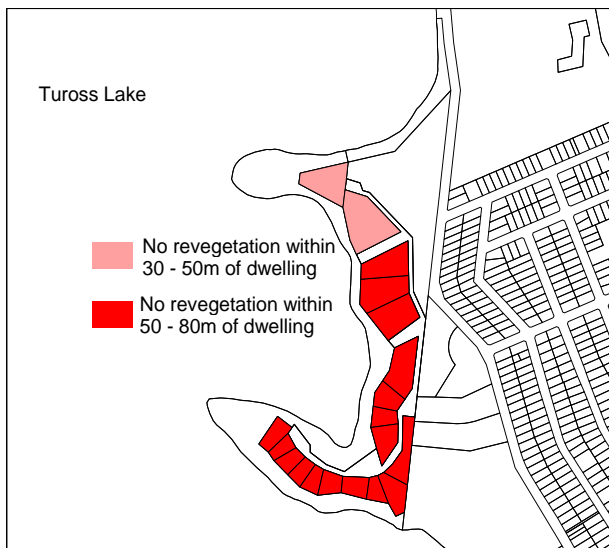 Tuross Lake
No revegetation within
30 - 50m of dwelling
No revegetation within
50 - 80m of dwelling